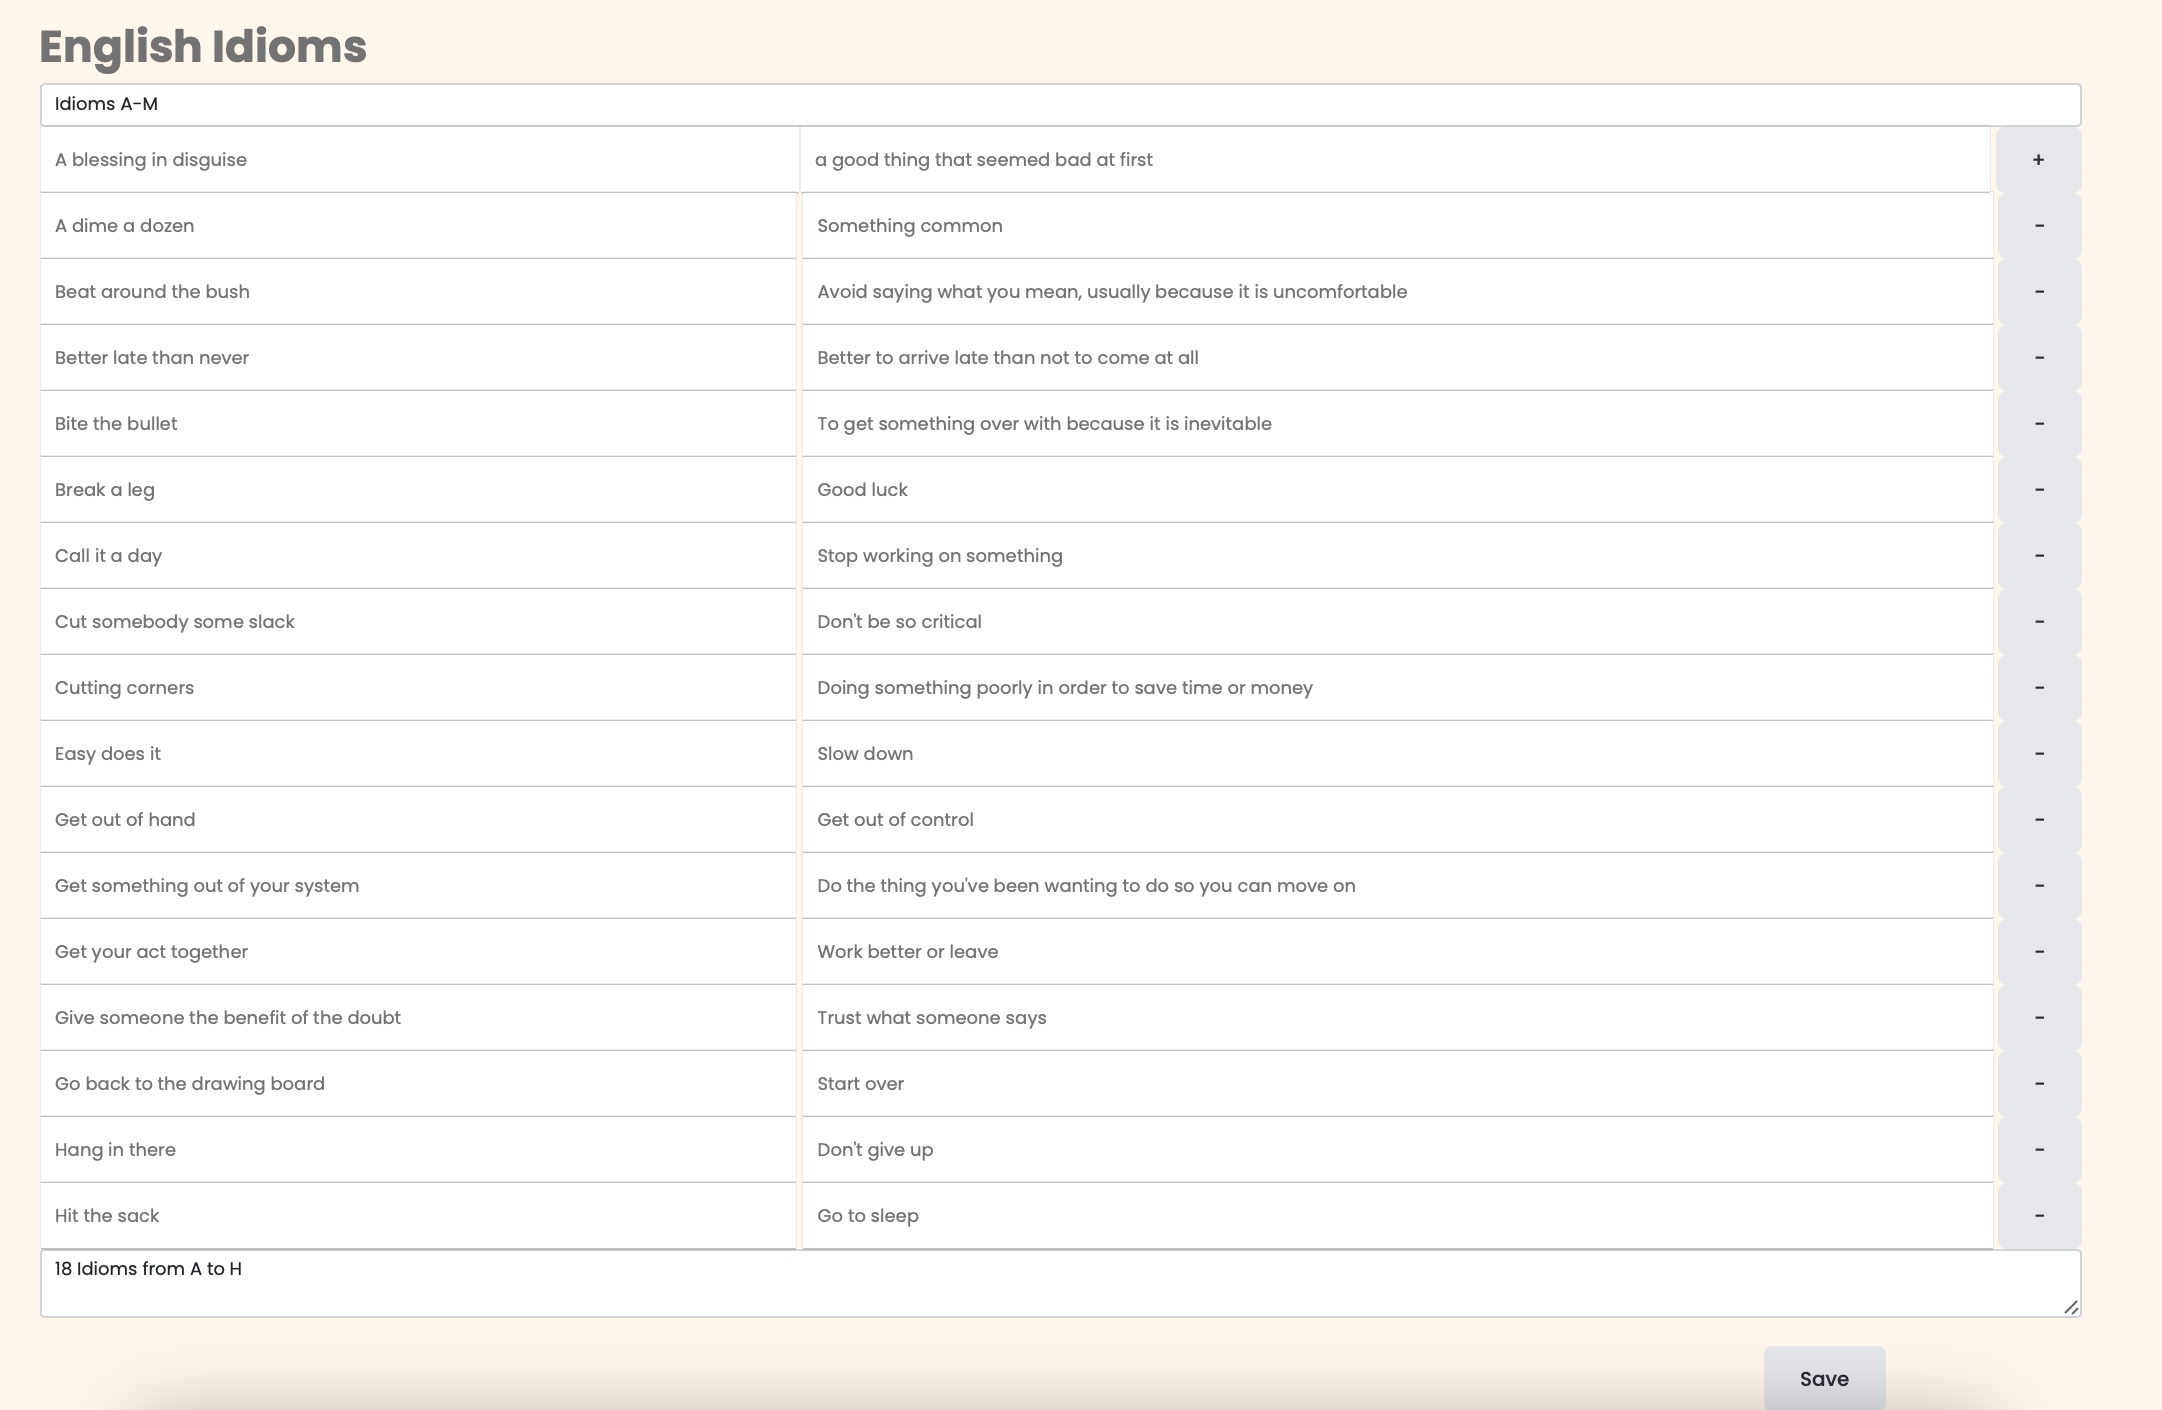 English Idioms
Idioms A-M
A blessing in disguise a good thing that seemed bad at first +
A dime a dozen Something common -
Beat around the bush Avoid saying what you mean, usually because it is uncomfortable -
Better late than never Better to arrive late than not to come at all -
Bite the bullet To get something over with because it is inevitable -
Break a leg Good luck -
Call it a day Stop working on something -
Cut somebody some slack Don't be so critical -
Cutting corners Doing something poorly in order to save time or money -
Easy does it Slow down -
Get out of hand Get out of control -
Get something out of your system Do the thing you've been wanting to do so you can move on -
Get your act together Work better or leave -
Give someone the benefit of the doubt Trust what someone says -
Go back to the drawing board Start over -
Hang in there Don't give up -
Hit the sack Go to sleep -
18 Idioms from A to H
Save